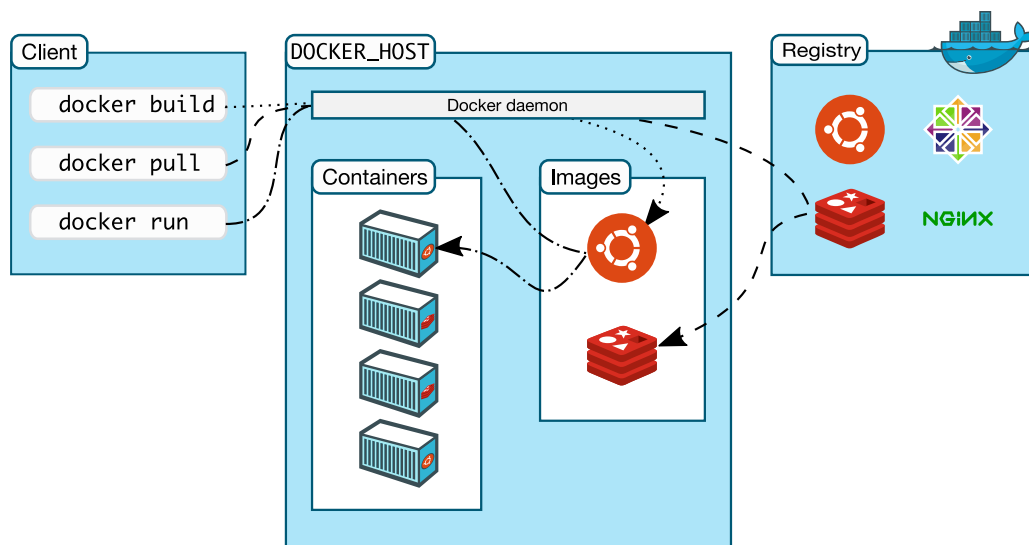 Client
docker build
docker pull
docker run
DOCKER_HOST
Docker daemon
Containers
Images
Registry
NGiNX